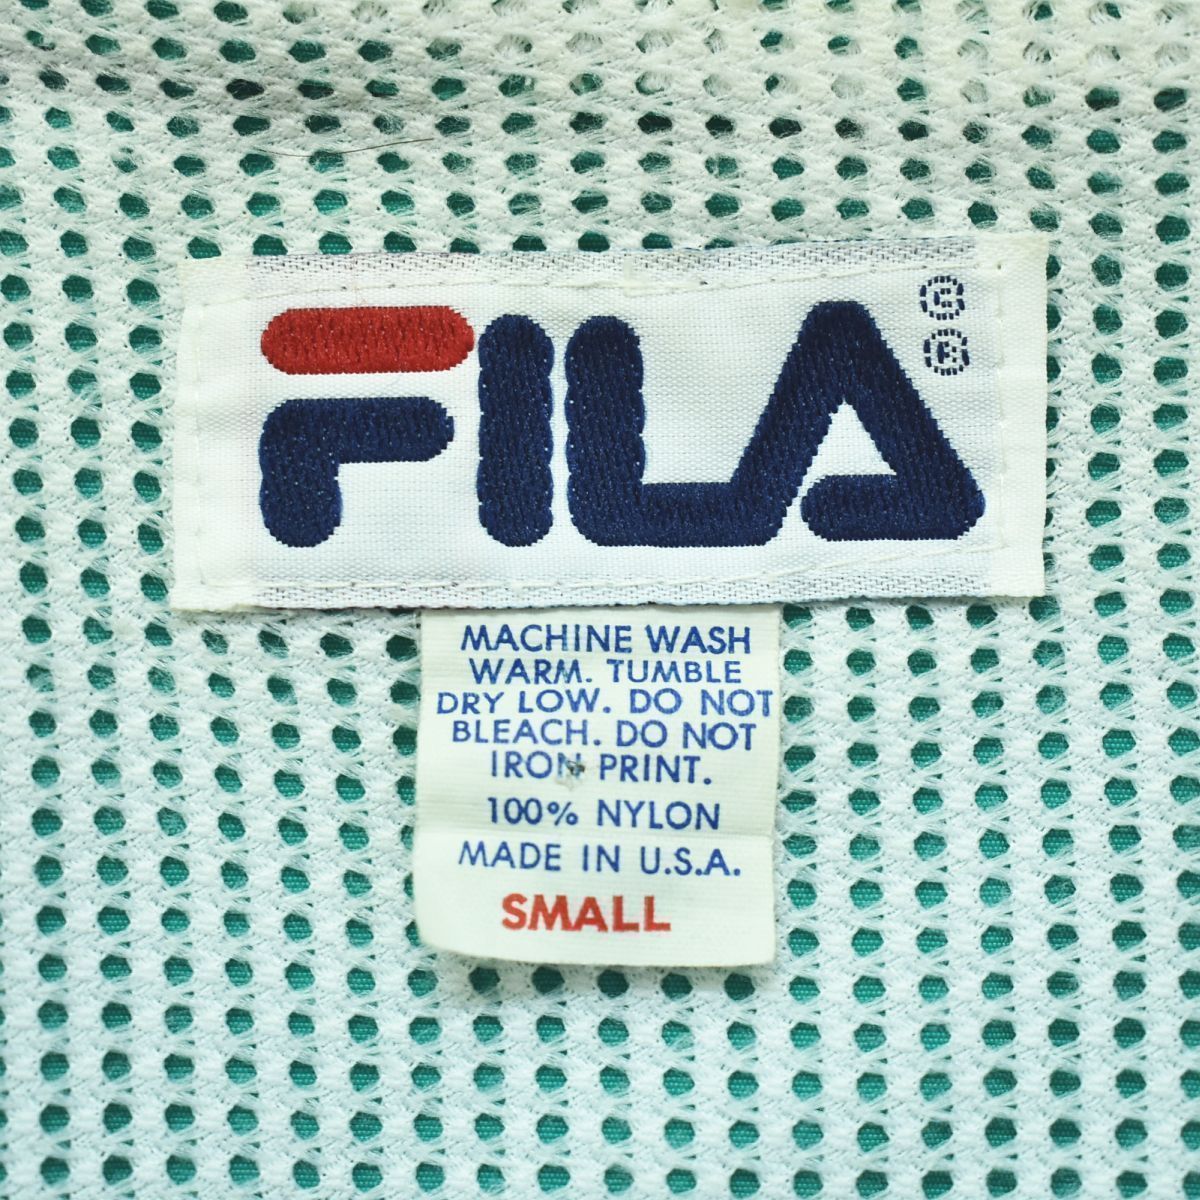 FILA
© ®
MACHINE WASH
WARM. TUMBLE
DRY LOW. DO NOT
BLEACH. DO NOT
IRON PRINT.
100% NYLON
MADE IN U.S.A.
SMALL